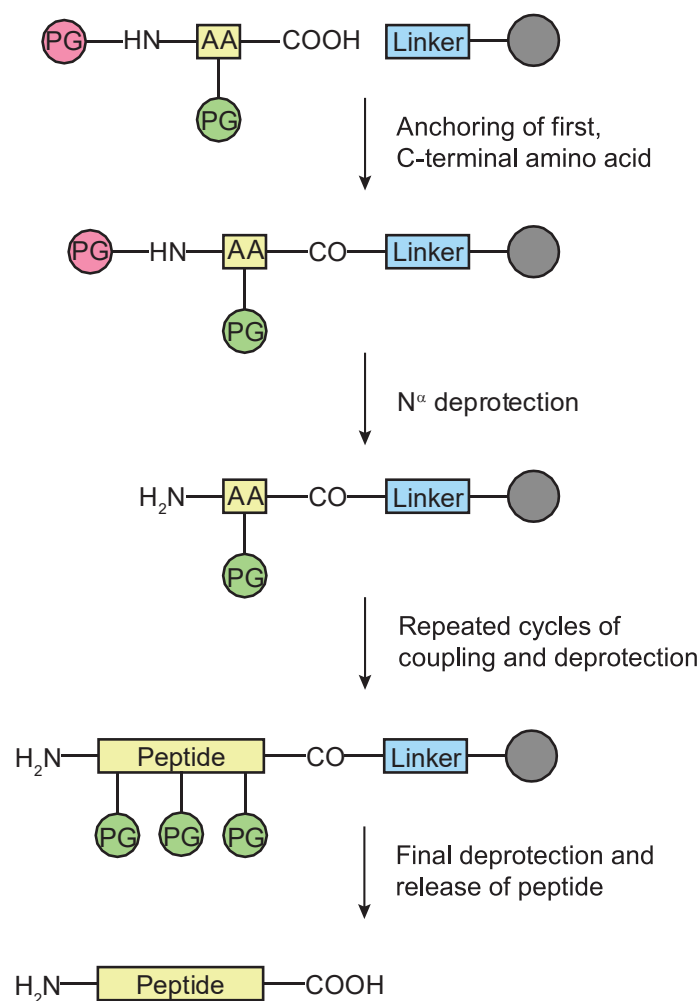 PG HN AA COOH Linker
PG
Anchoring of first,
C-terminal amino acid
PG HN AA CO Linker
PG
Nα deprotection
H2N AA CO Linker
PG
Repeated cycles of
coupling and deprotection
H2N Peptide CO Linker
PG PG PG
Final deprotection and
release of peptide
H2N Peptide COOH